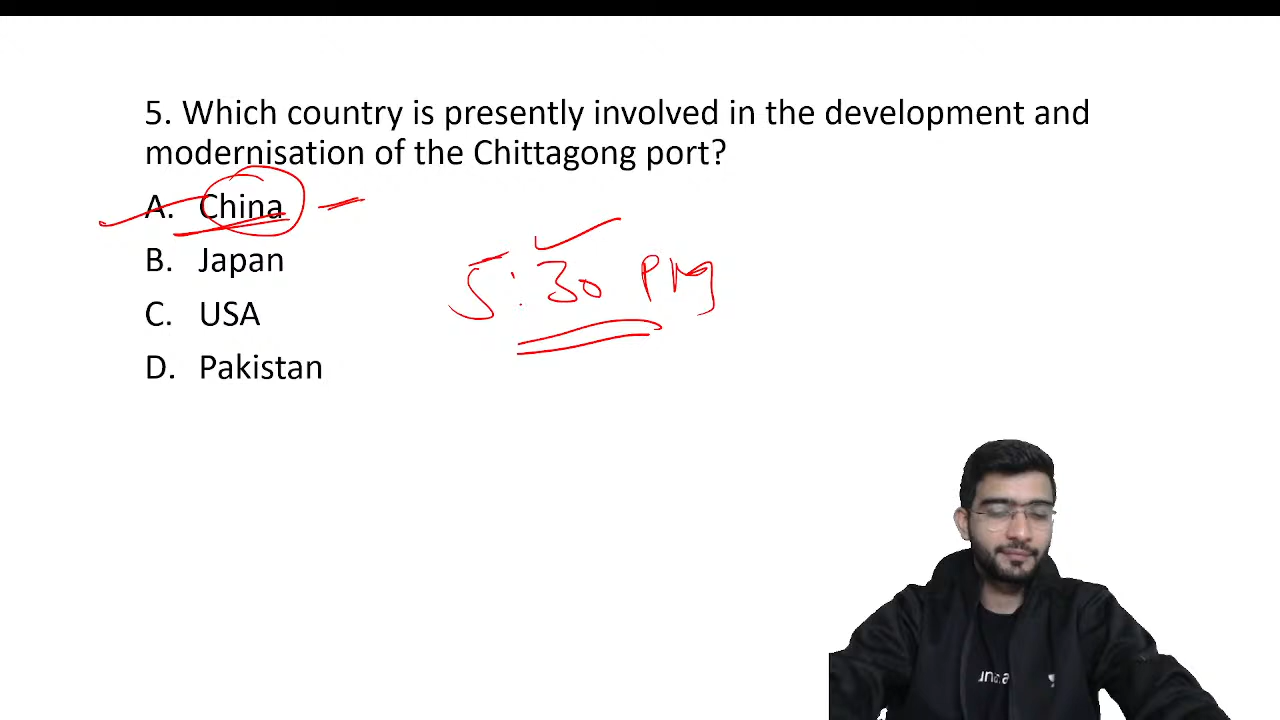 5. Which country is presently involved in the development and
modernisation of the Chittagong port?
A. China
B. Japan
C. USA
D. Pakistan
5:30 PM